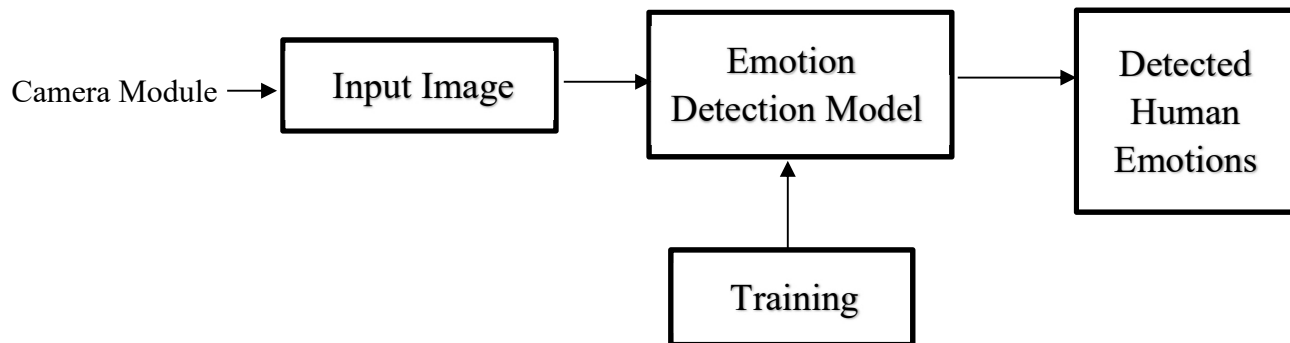 Camera Module
Input Image
Emotion
Detection Model
Detected
Human
Emotions
Training